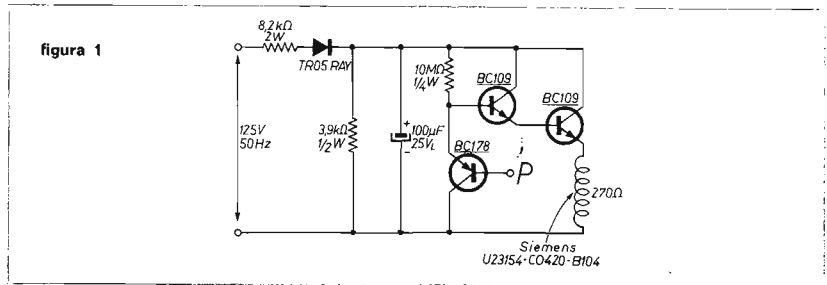 figura 1
8,2kΩ
2W
TR05 RAY
125V
50Hz
3,9kΩ
1/2W
+
100µF
25VL
-
10MΩ
1/4W
BC109
BC109
BC178
P
270Ω
Siemens
U23154-CO420-B104